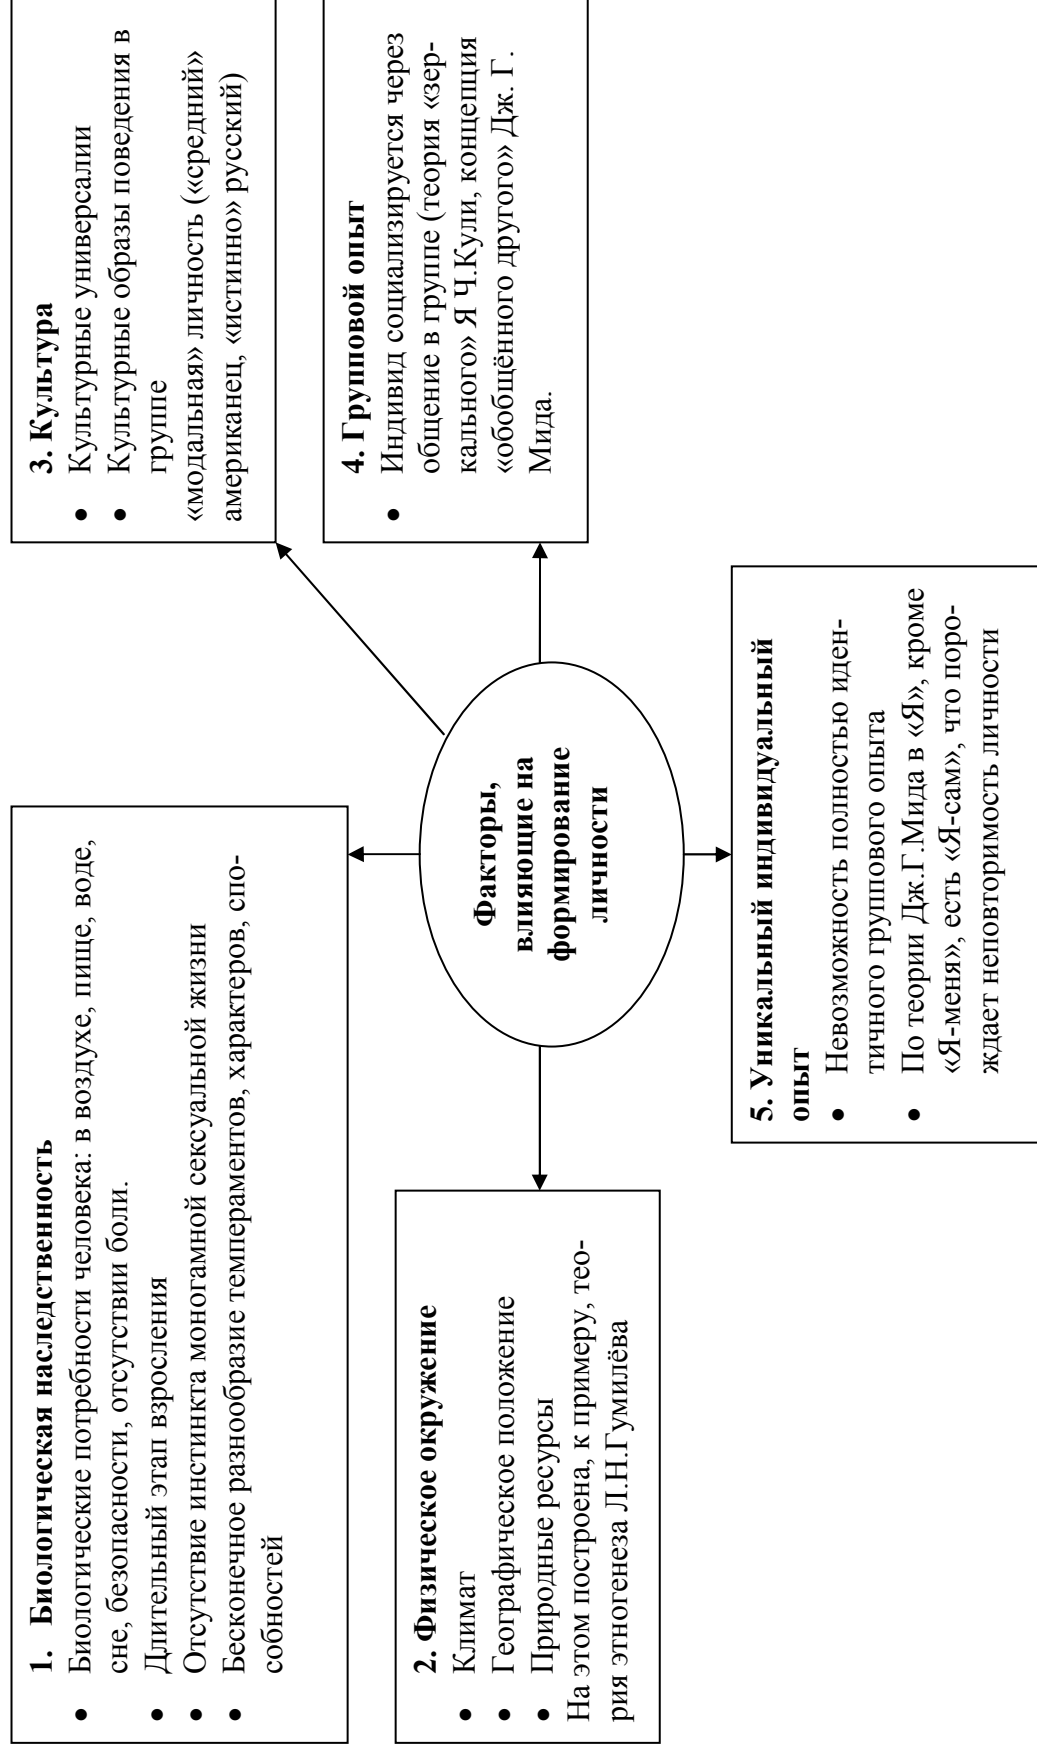 1. Биологическая наследственность
● Биологические потребности человека: в воздухе, пище, воде,
сне, безопасности, отсутствии боли.
● Длительный этап взросления
● Отсутствие инстинкта моногамной сексуальной жизни
● Бесконечное разнообразие темпераментов, характеров, спо-
собностей
2. Физическое окружение
● Климат
● Географическое положение
● Природные ресурсы
На этом построена, к примеру, тео-
рия этногенеза Л.Н.Гумилёва
Факторы,
влияющие на
формирование
личности
3. Культура
● Культурные универсалии
● Культурные образы поведения в
группе
«модальная» личность («средний»
американец, «истинно» русский)
4. Групповой опыт
● Индивид социализируется через
общение в группе (теория «зер-
кального» Я Ч.Кули, концепция
«обобщённого другого» Дж. Г.
Мида.
5. Уникальный индивидуальный
опыт
● Невозможность полностью иден-
тичного группового опыта
● По теории Дж.Г.Мида в «Я», кроме
«Я-меня», есть «Я-сам», что поро-
ждает неповторимость личности